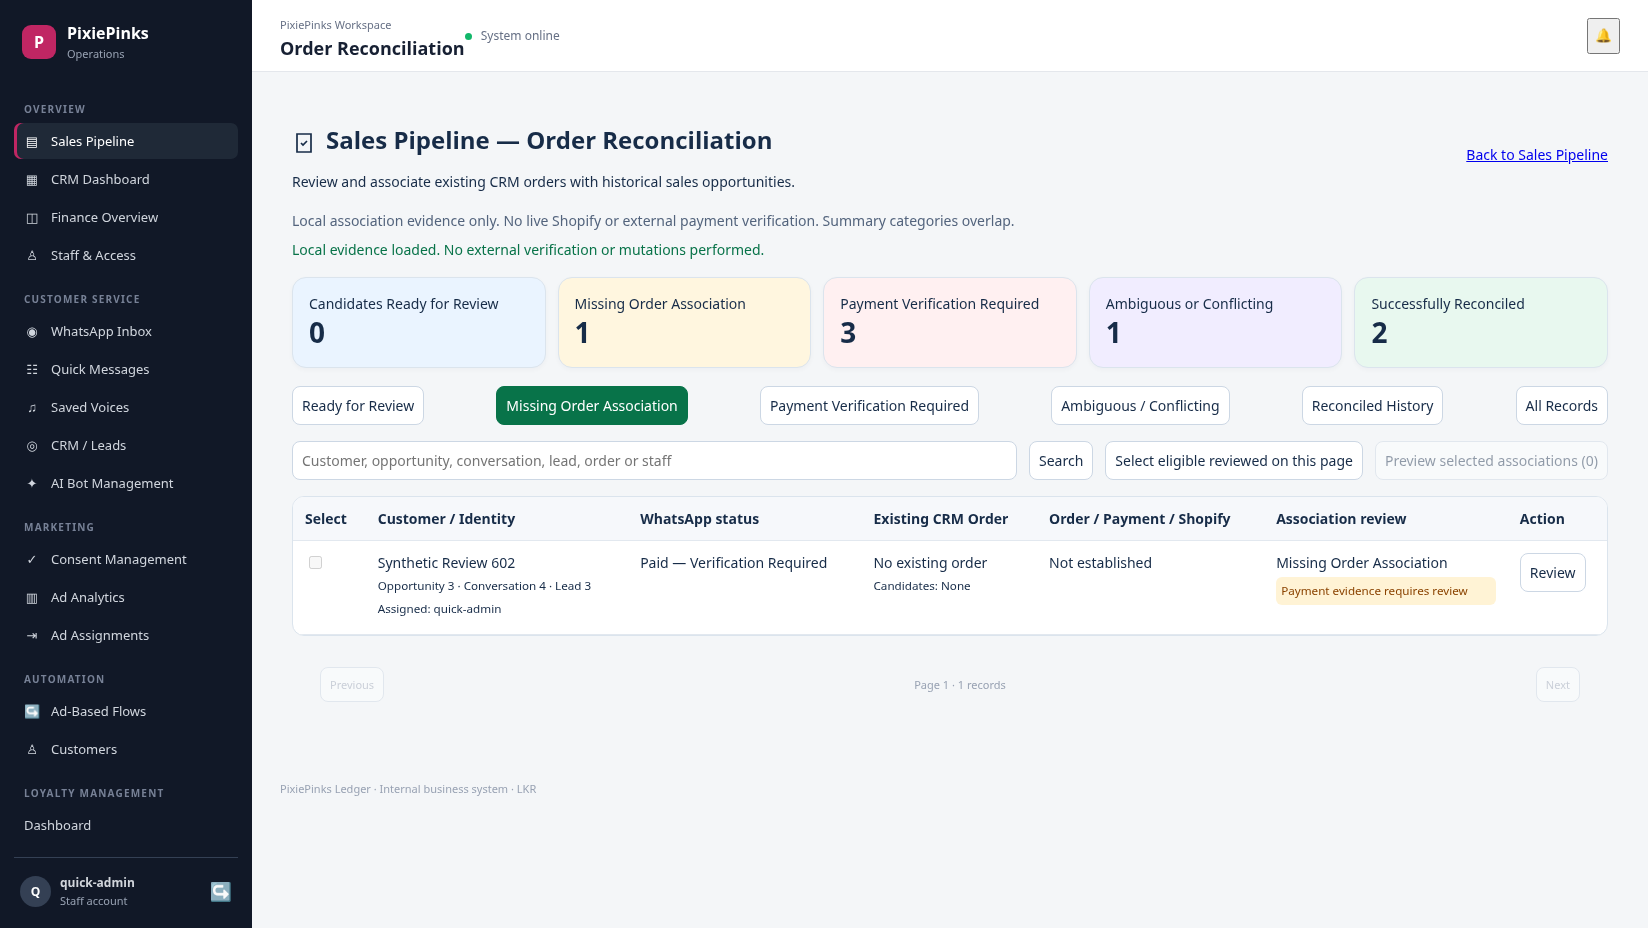 P
PixiePinks
Operations
OVERVIEW
Sales Pipeline
CRM Dashboard
Finance Overview
Staff & Access
CUSTOMER SERVICE
WhatsApp Inbox
Quick Messages
Saved Voices
CRM / Leads
AI Bot Management
MARKETING
Consent Management
Ad Analytics
Ad Assignments
AUTOMATION
Ad-Based Flows
Customers
LOYALTY MANAGEMENT
Dashboard
Q
quick-admin
Staff account
PixiePinks Workspace
Order Reconciliation
System online
Sales Pipeline — Order Reconciliation
Back to Sales Pipeline
Review and associate existing CRM orders with historical sales opportunities.
Local association evidence only. No live Shopify or external payment verification. Summary categories overlap.
Local evidence loaded. No external verification or mutations performed.
Candidates Ready for Review
0
Missing Order Association
1
Payment Verification Required
3
Ambiguous or Conflicting
1
Successfully Reconciled
2
Ready for Review
Missing Order Association
Payment Verification Required
Ambiguous / Conflicting
Reconciled History
All Records
Customer, opportunity, conversation, lead, order or staff
Search
Select eligible reviewed on this page
Preview selected associations (0)
Select
Customer / Identity
WhatsApp status
Existing CRM Order
Order / Payment / Shopify
Association review
Action
Synthetic Review 602
Opportunity 3 · Conversation 4 · Lead 3
Assigned: quick-admin
Paid — Verification Required
No existing order
Candidates: None
Not established
Missing Order Association
Payment evidence requires review
Review
Previous
Page 1 · 1 records
Next
PixiePinks Ledger · Internal business system · LKR